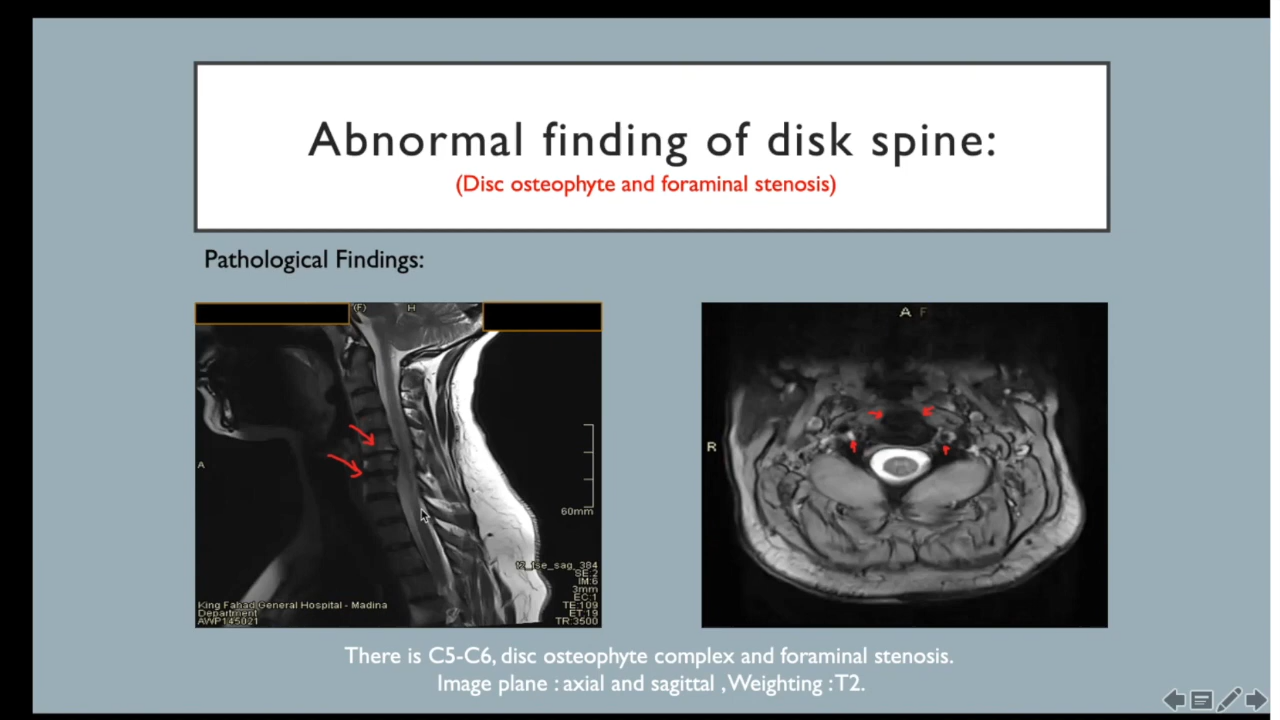 Abnormal finding of disk spine:
(Disc osteophyte and foraminal stenosis)
Pathological Findings:
(F)
H
A
60mm
t2_tse_sag_384
SE:2
IM:6
3mm
EC:1
TE:109
ET:19
TR:3500
King Fahad General Hospital - Madina
Department
AWP145021
A F
R
There is C5-C6, disc osteophyte complex and foraminal stenosis.
Image plane : axial and sagittal , Weighting :T2.